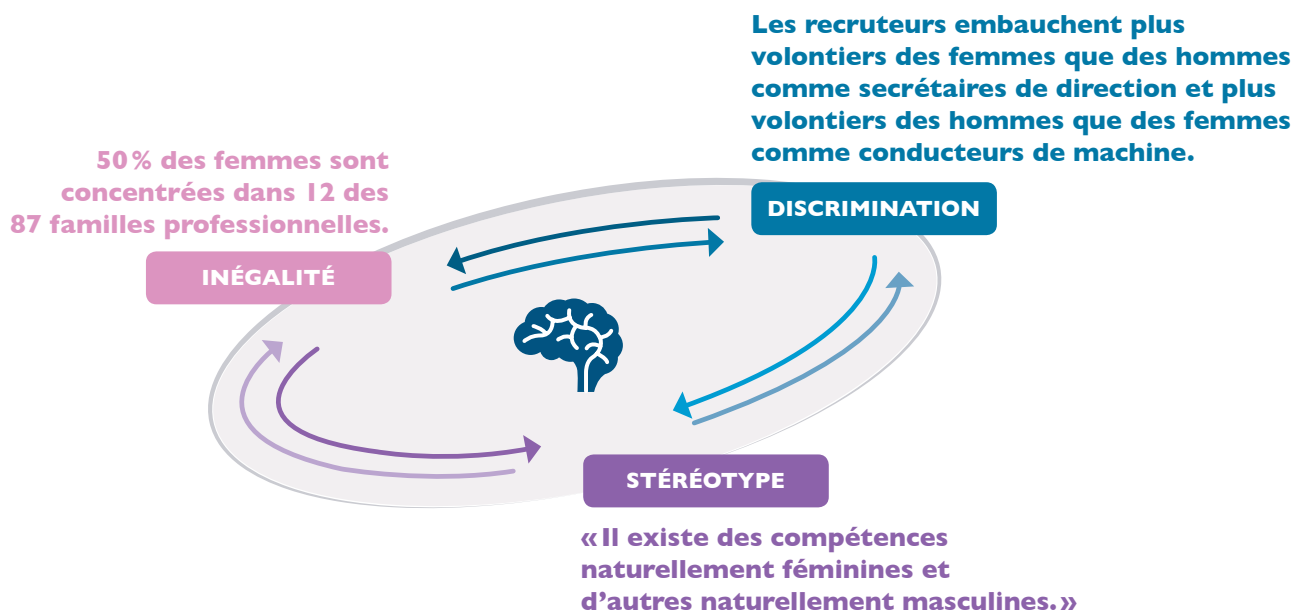 Les recruteurs embauchent plus
volontiers des femmes que des hommes
comme secrétaires de direction et plus
volontiers des hommes que des femmes
comme conducteurs de machine.
DISCRIMINATION
50 % des femmes sont
concentrées dans 12 des
87 familles professionnelles.
INÉGALITÉ
STÉRÉOTYPE
« Il existe des compétences
naturellement féminines et
d’autres naturellement masculines. »